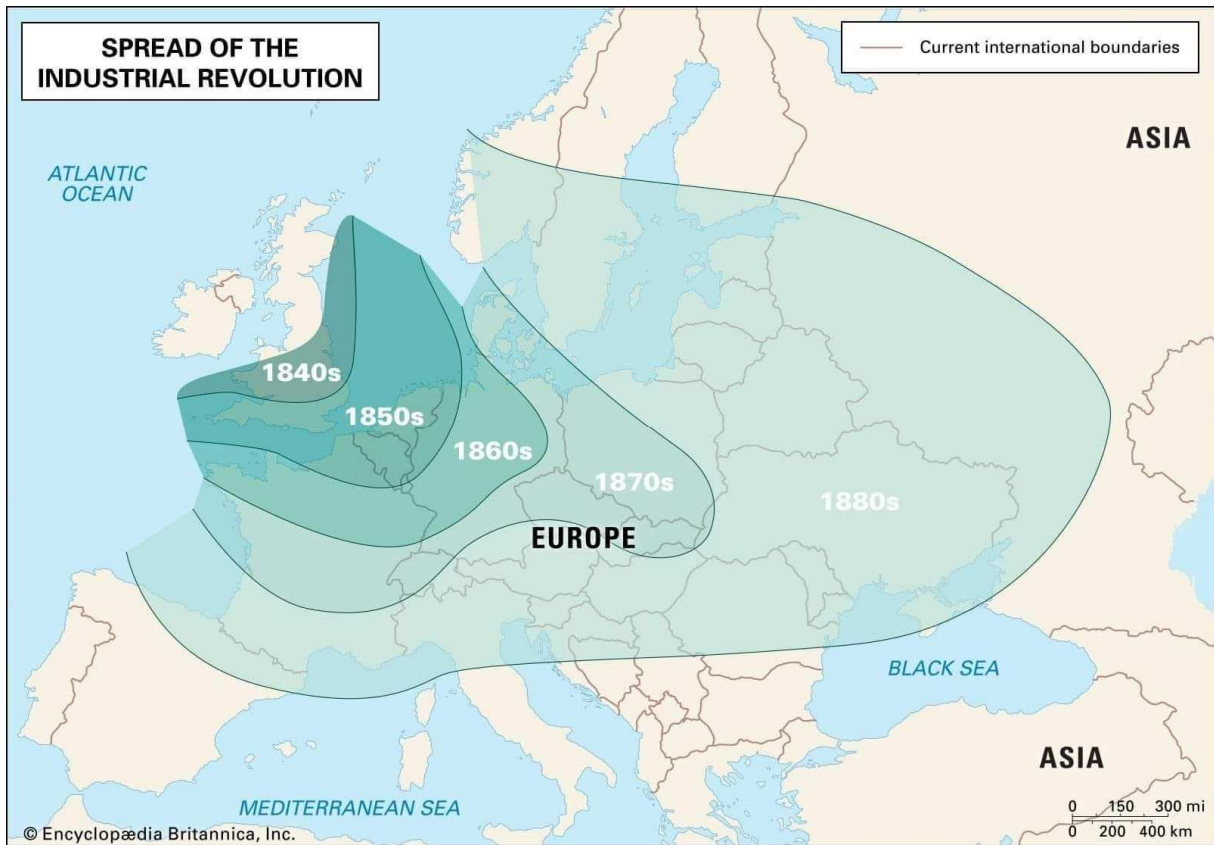 SPREAD OF THE
INDUSTRIAL REVOLUTION
Current international boundaries
ASIA
ATLANTIC
OCEAN
1840s
1850s
1860s
1870s
1880s
EUROPE
BLACK SEA
ASIA
MEDITERRANEAN SEA
0 150 300 mi
0 200 400 km
© Encyclopædia Britannica, Inc.